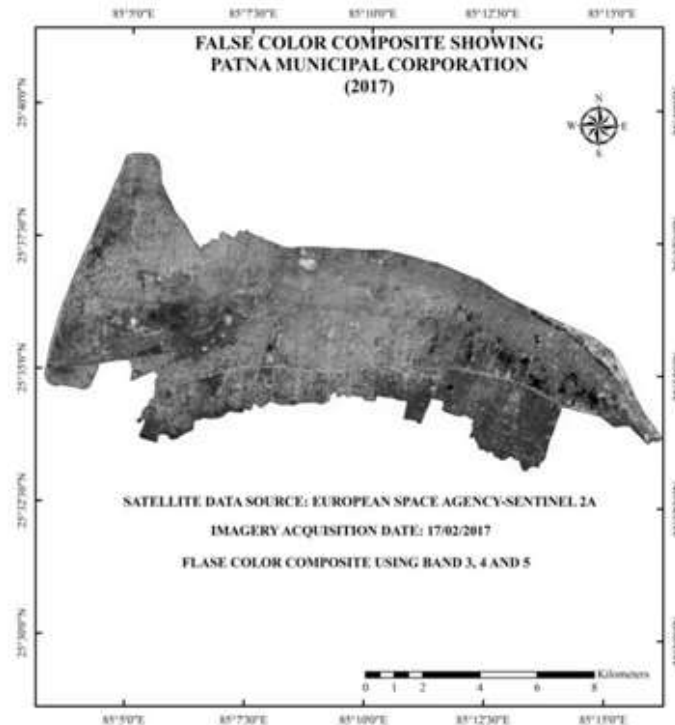 85°5'0"E 85°7'30"E 85°10'0"E 85°12'30"E 85°15'0"E
FALSE COLOR COMPOSITE SHOWING
PATNA MUNICIPAL CORPORATION
(2017)
N
W E
S
25°40'0"N
25°37'30"N
25°35'0"N
25°32'30"N
25°30'0"N
SATELLITE DATA SOURCE: EUROPEAN SPACE AGENCY-SENTINEL 2A
IMAGERY ACQUISITION DATE: 17/02/2017
FLASE COLOR COMPOSITE USING BAND 3, 4 AND 5
Kilometers
0 1 2 4 6 8
85°5'0"E 85°7'30"E 85°10'0"E 85°12'30"E 85°15'0"E